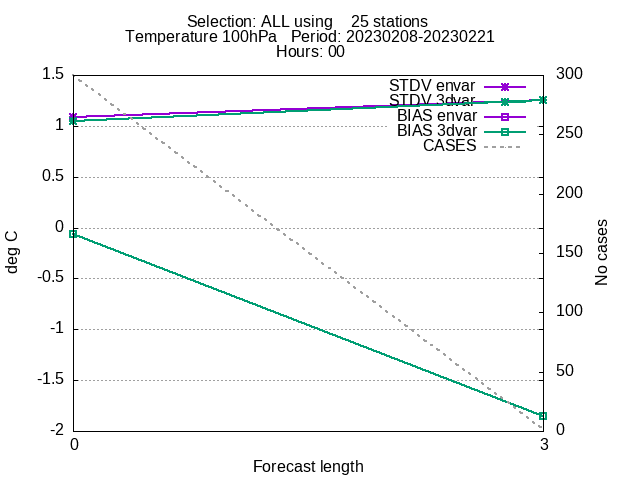 Selection: ALL using    25 stations
Temperature 100hPa   Period: 20230208-20230221
Hours: 00
1.5
1
0.5
0
-0.5
-1
-1.5
-2
300
250
200
150
100
50
0
0
3
deg C
No cases
Forecast length
STDV envar
STDV 3dvar
BIAS envar
BIAS 3dvar
CASES